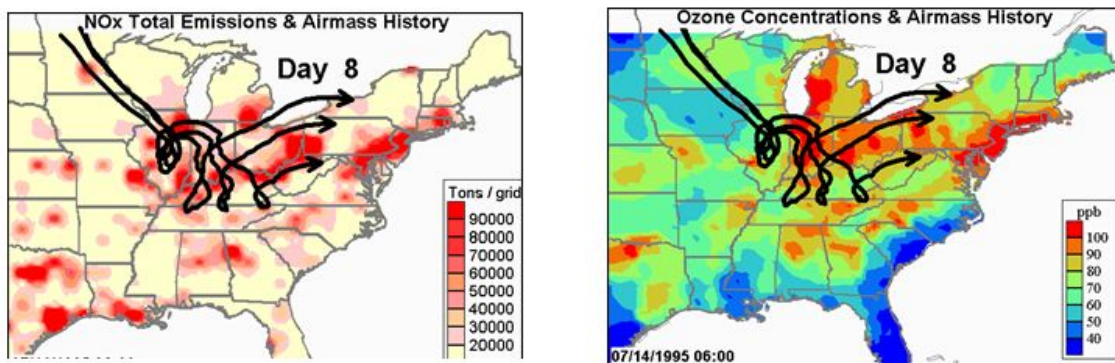 NOx Total Emissions & Airmass History
Day 8
Tons / grid
90000
80000
70000
60000
50000
40000
30000
20000
Ozone Concentrations & Airmass History
Day 8
ppb
100
90
80
70
60
50
40
07/14/1995 06:00